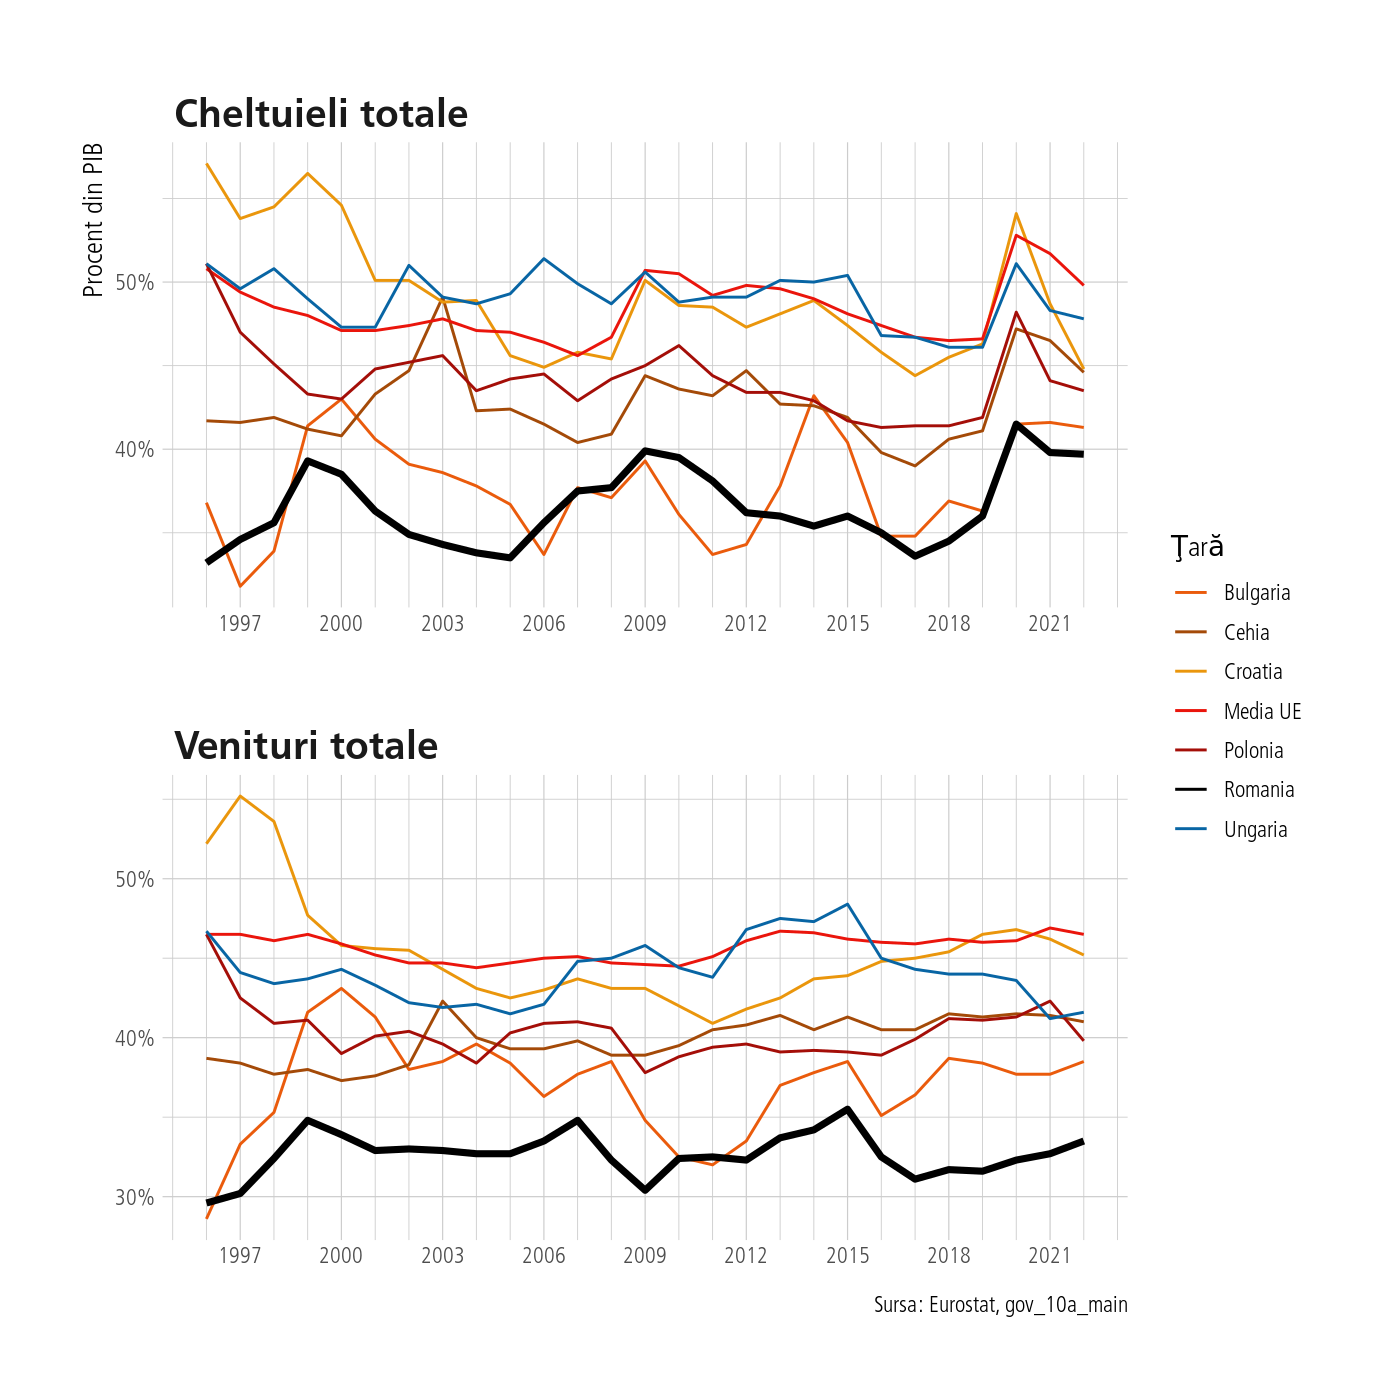 Cheltuieli totale
Procent din PIB
50%
40%
1997 2000 2003 2006 2009 2012 2015 2018 2021
Venituri totale
50%
40%
30%
1997 2000 2003 2006 2009 2012 2015 2018 2021
Ţară
Bulgaria
Cehia
Croatia
Media UE
Polonia
Romania
Ungaria
Sursa: Eurostat, gov_10a_main